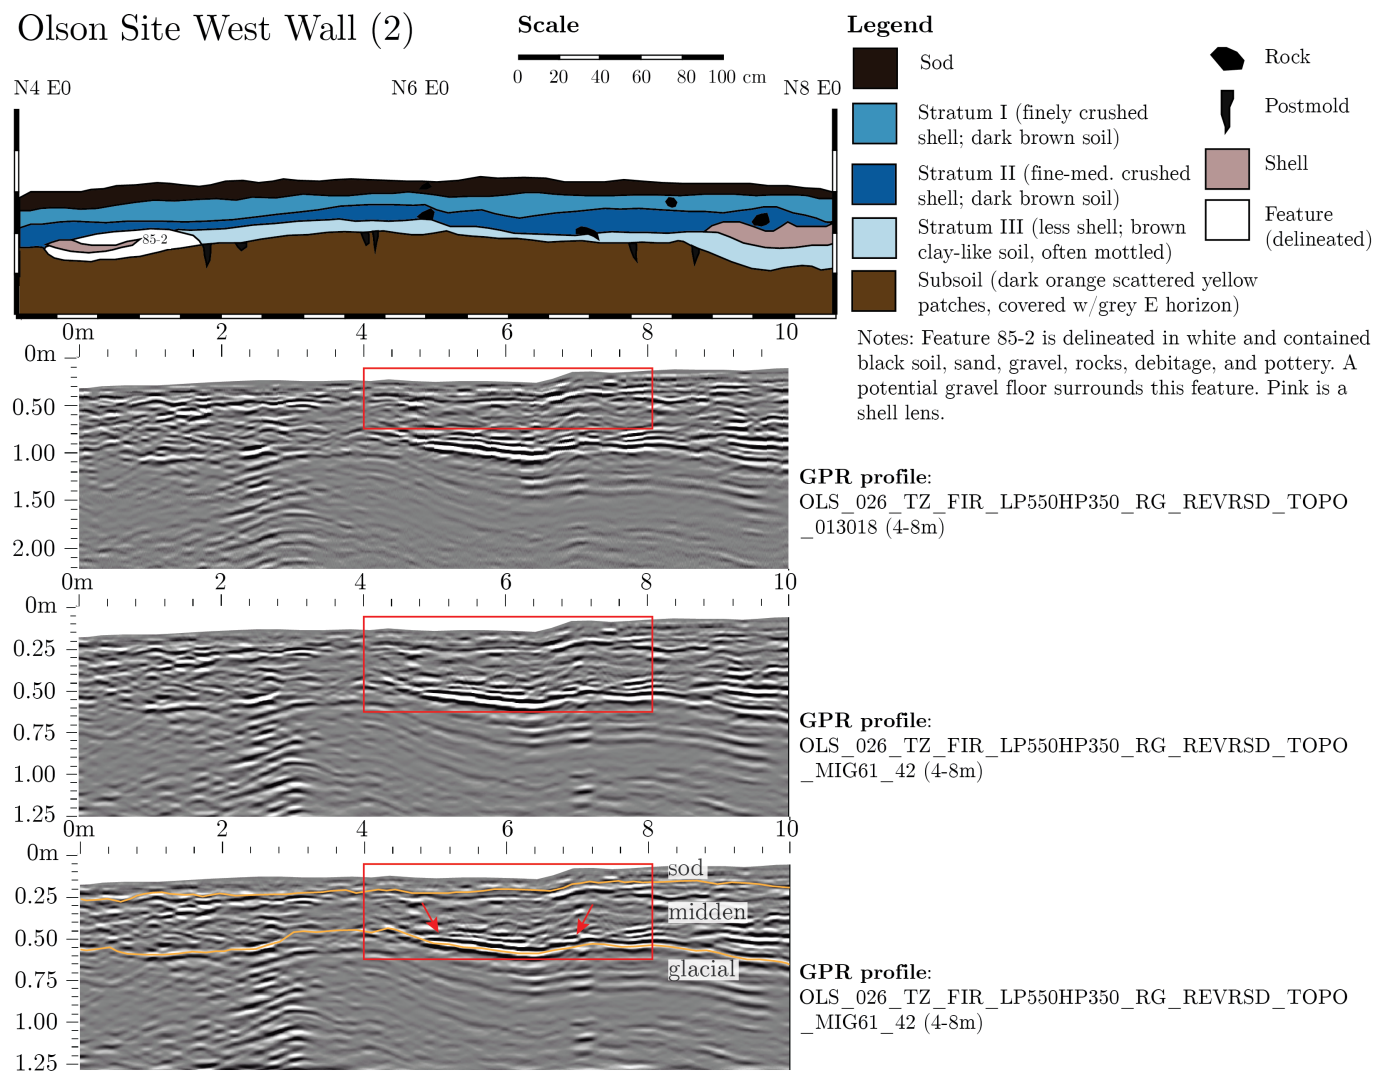 Olson Site West Wall (2)
Scale
0 20 40 60 80 100 cm
N4 E0 N6 E0 N8 E0
85-2
Legend
Sod
Stratum I (finely crushed
shell; dark brown soil)
Stratum II (fine-med. crushed
shell; dark brown soil)
Stratum III (less shell; brown
clay-like soil, often mottled)
Subsoil (dark orange scattered yellow
patches, covered w/grey E horizon)
Rock
Postmold
Shell
Feature
(delineated)
Notes: Feature 85-2 is delineated in white and contained
black soil, sand, gravel, rocks, debitage, and pottery. A
potential gravel floor surrounds this feature. Pink is a
shell lens.
0m 2 4 6 8 10
0m
0.50
1.00
1.50
2.00
GPR profile:
OLS_026_TZ_FIR_LP550HP350_RG_REVRSD_TOPO
_013018 (4-8m)
0m 2 4 6 8 10
0m
0.25
0.50
0.75
1.00
1.25
GPR profile:
OLS_026_TZ_FIR_LP550HP350_RG_REVRSD_TOPO
_MIG61_42 (4-8m)
0m 2 4 6 8 10
0m
0.25
0.50
0.75
1.00
1.25
sod
midden
glacial
GPR profile:
OLS_026_TZ_FIR_LP550HP350_RG_REVRSD_TOPO
_MIG61_42 (4-8m)